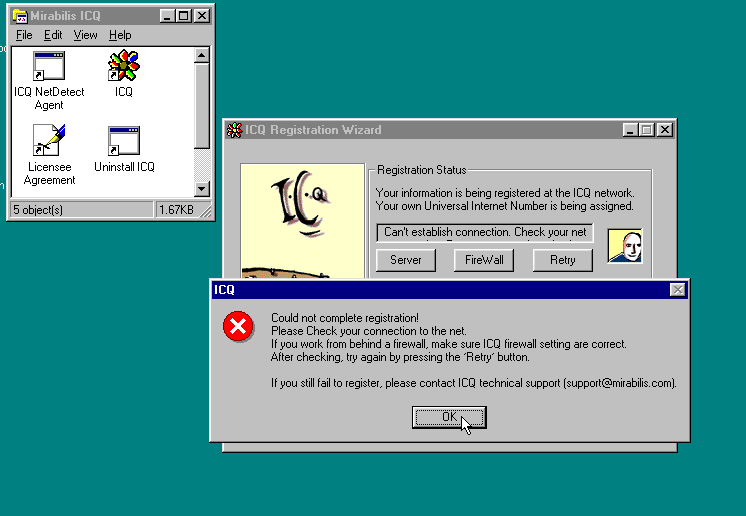 Mirabilis ICQ
File Edit View Help
ICQ NetDetect Agent
ICQ
Licensee Agreement
Uninstall ICQ
5 object(s) 1.67KB
ICQ Registration Wizard
ICQ
Registration Status
Your information is being registered at the ICQ network.
Your own Universal Internet Number is being assigned.
Can't establish connection. Check your net
Server FireWall Retry
ICQ
Could not complete registration!
Please Check your connection to the net.
If you work from behind a firewall, make sure ICQ firewall setting are correct.
After checking, try again by pressing the 'Retry' button.
If you still fail to register, please contact ICQ technical support (support@mirabilis.com).
OK